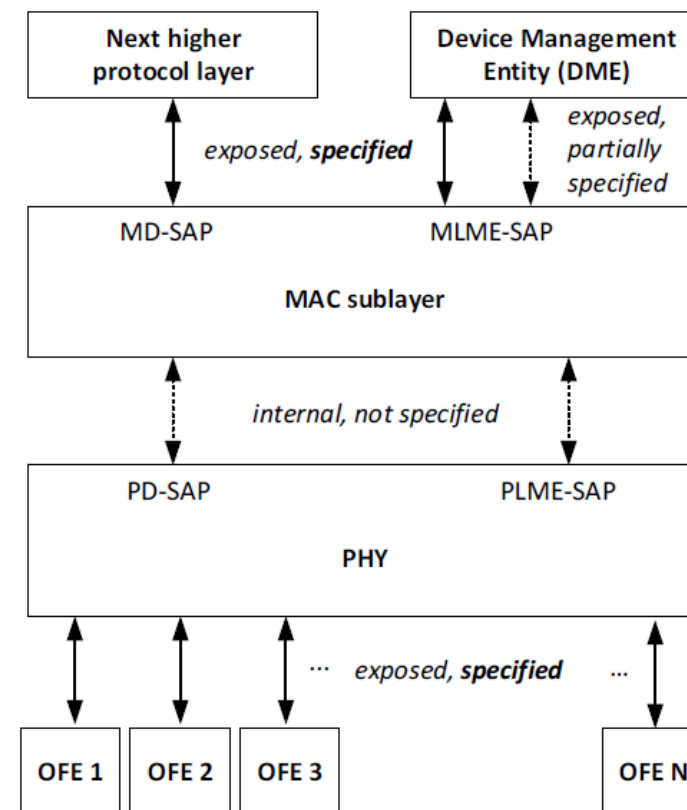 Next higher
protocol layer
Device Management
Entity (DME)
exposed, specified
exposed,
partially
specified
MD-SAP
MLME-SAP
MAC sublayer
internal, not specified
PD-SAP
PLME-SAP
PHY
... exposed, specified ...
OFE 1
OFE 2
OFE 3
OFE N